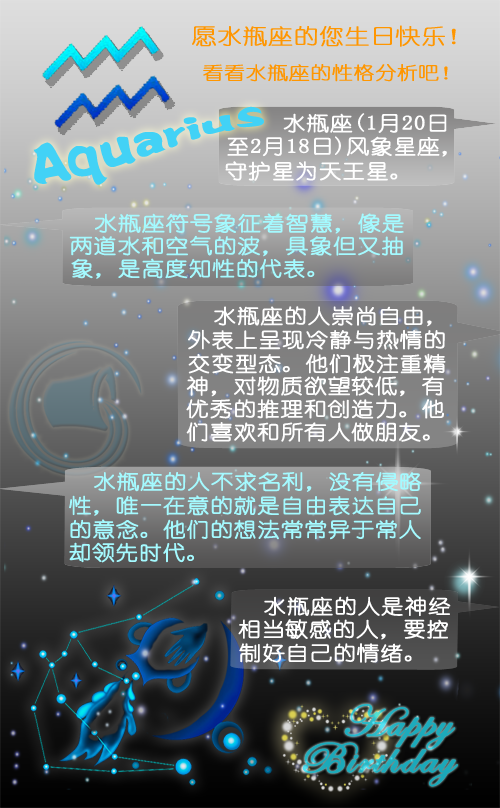 愿水瓶座的您生日快乐！
看看水瓶座的性格分析吧！
Aquarius
水瓶座（1月20日
至2月18日）风象星座，
守护星为天王星。
水瓶座符号象征着智慧，像是
两道水和空气的波，具象但又抽
象，是高度知性的代表。
水瓶座的人崇尚自由，
外表上呈现冷静与热情的
交变型态。他们极注重精
神，对物质欲望较低，有
优秀的推理和创造力。他
们喜欢和所有人做朋友。
水瓶座的人不求名利，没有侵略
性，唯一在意的就是自由表达自己
的意念。他们的想法常常异于常人
却领先时代。
水瓶座的人是神经
相当敏感的人，要控
制好自己的情绪。
Happy
Birthday